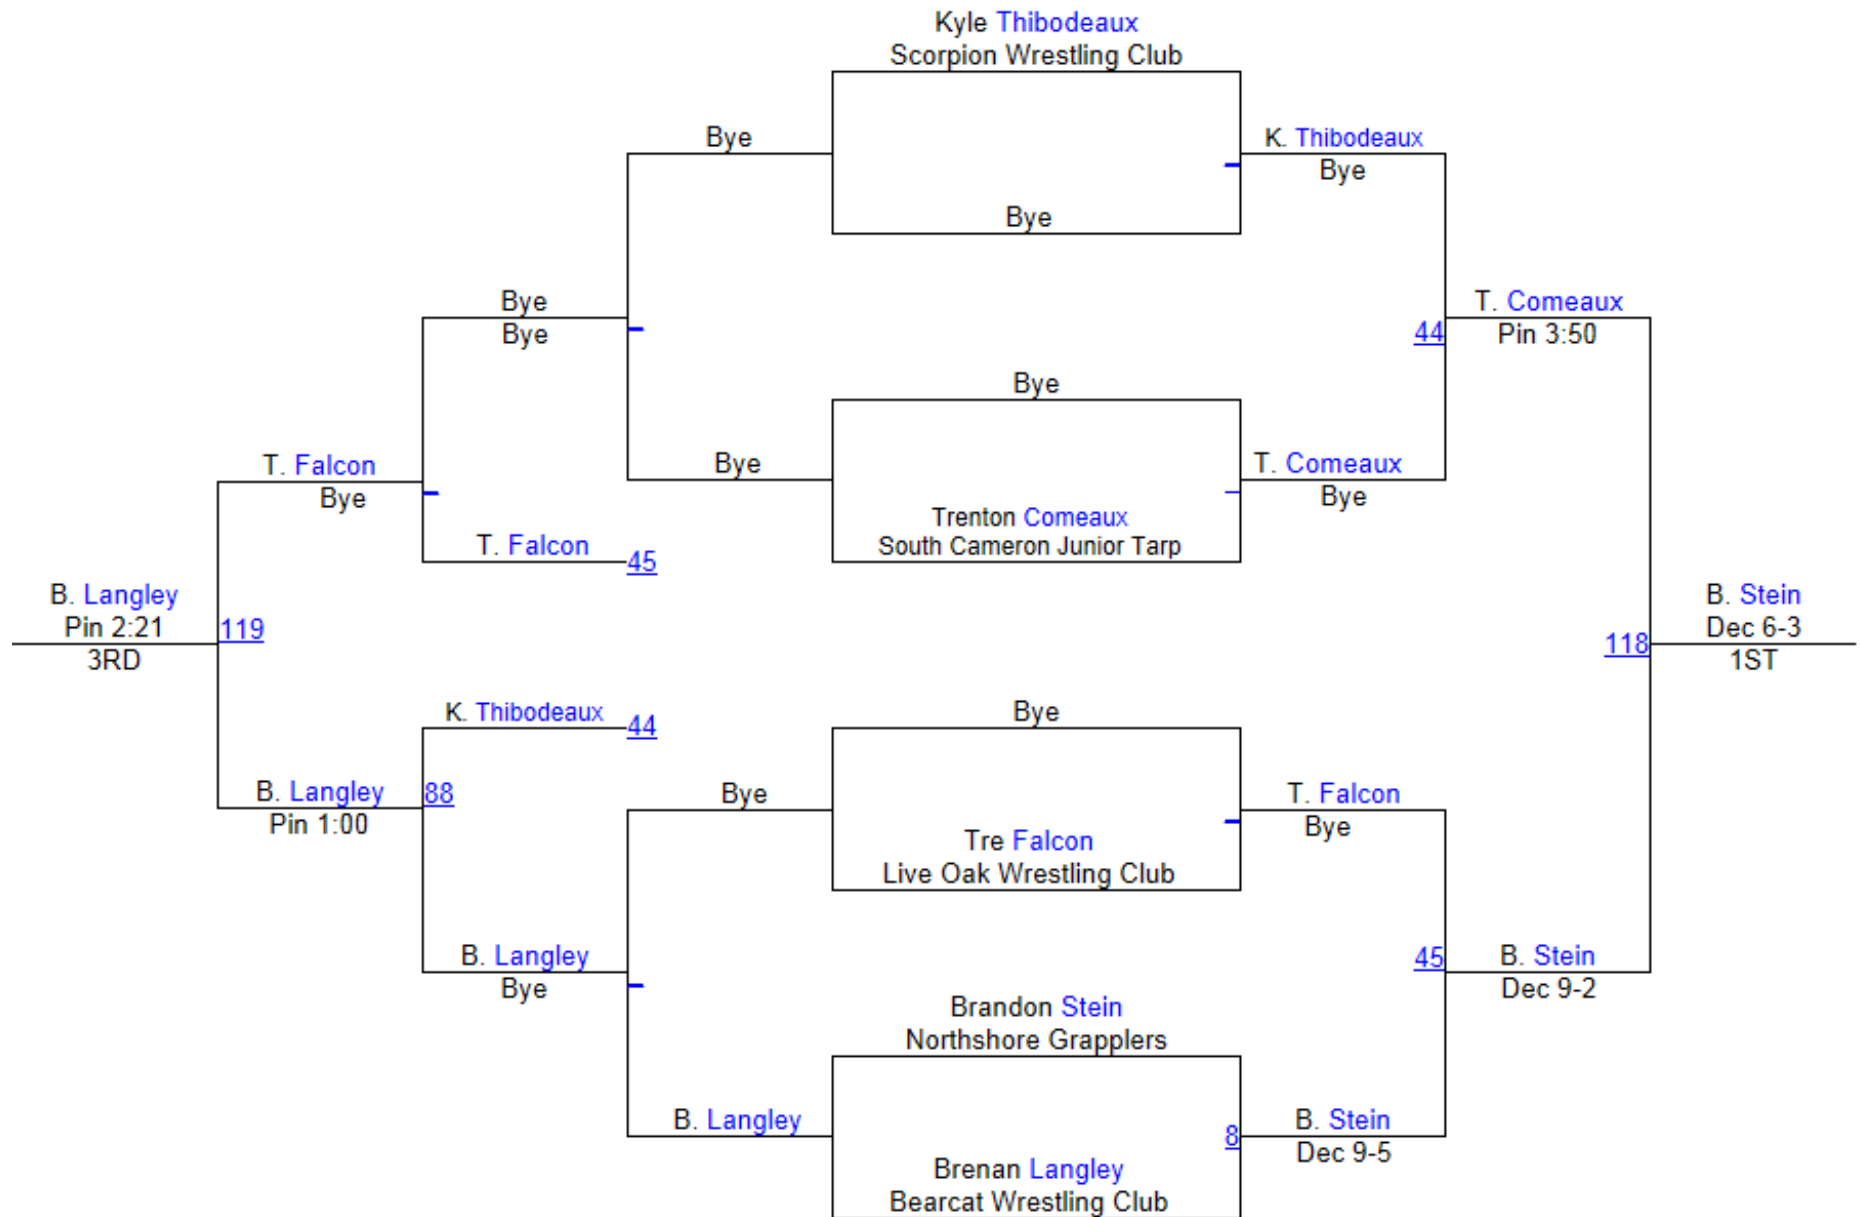 Kyle Thibodeaux
Scorpion Wrestling Club
Bye
K. Thibodeaux
Bye
Bye
Bye
Bye
T. Comeaux
Pin 3:50
44
Bye
T. Falcon
Bye
Bye
T. Comeaux
Bye
Trenton Comeaux
South Cameron Junior Tarp
T. Falcon
45
B. Langley
Pin 2:21
3RD
119
B. Stein
Dec 6-3
1ST
118
K. Thibodeaux
44
Bye
B. Langley
Pin 1:00
88
Bye
T. Falcon
Bye
Tre Falcon
Live Oak Wrestling Club
B. Langley
Bye
45
B. Stein
Dec 9-2
Brandon Stein
Northshore Grapplers
B. Langley
8
B. Stein
Dec 9-5
Brenan Langley
Bearcat Wrestling Club